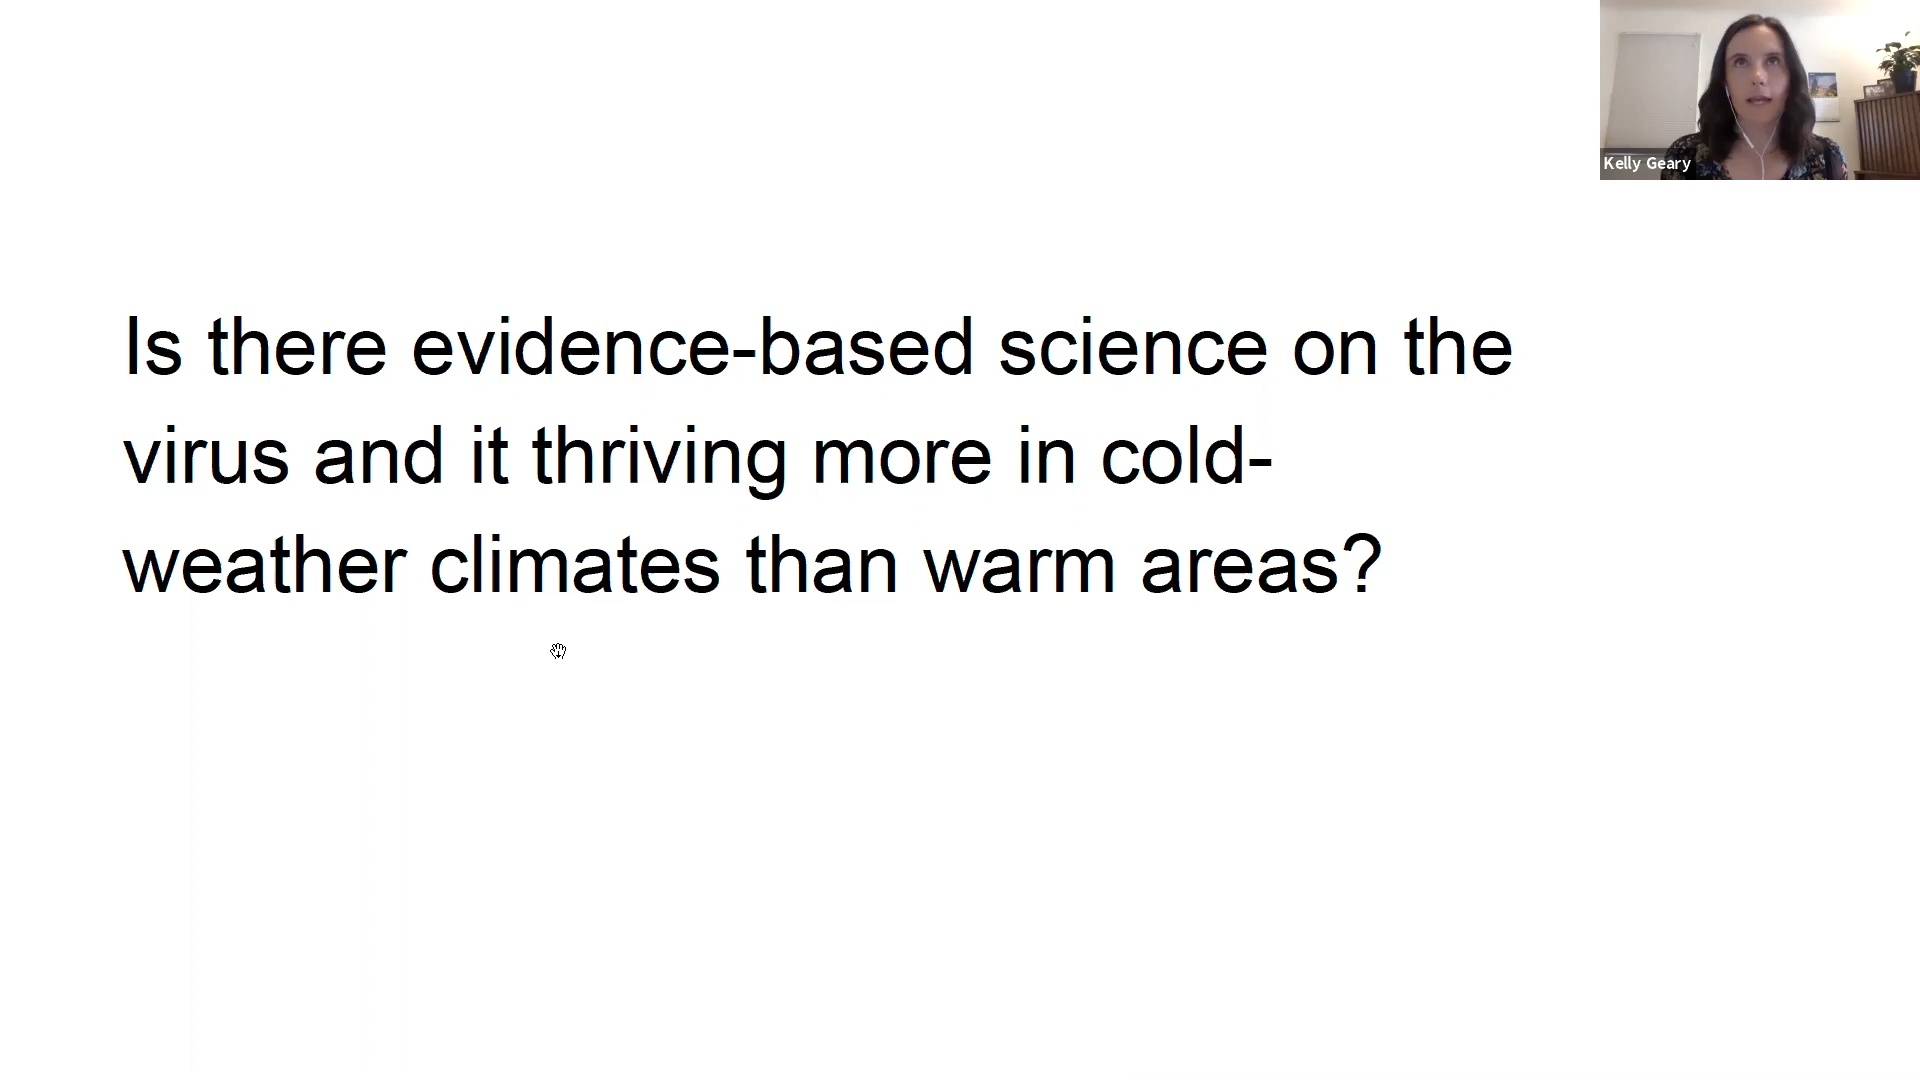 Kelly Geary
Is there evidence-based science on the
virus and it thriving more in cold-
weather climates than warm areas?